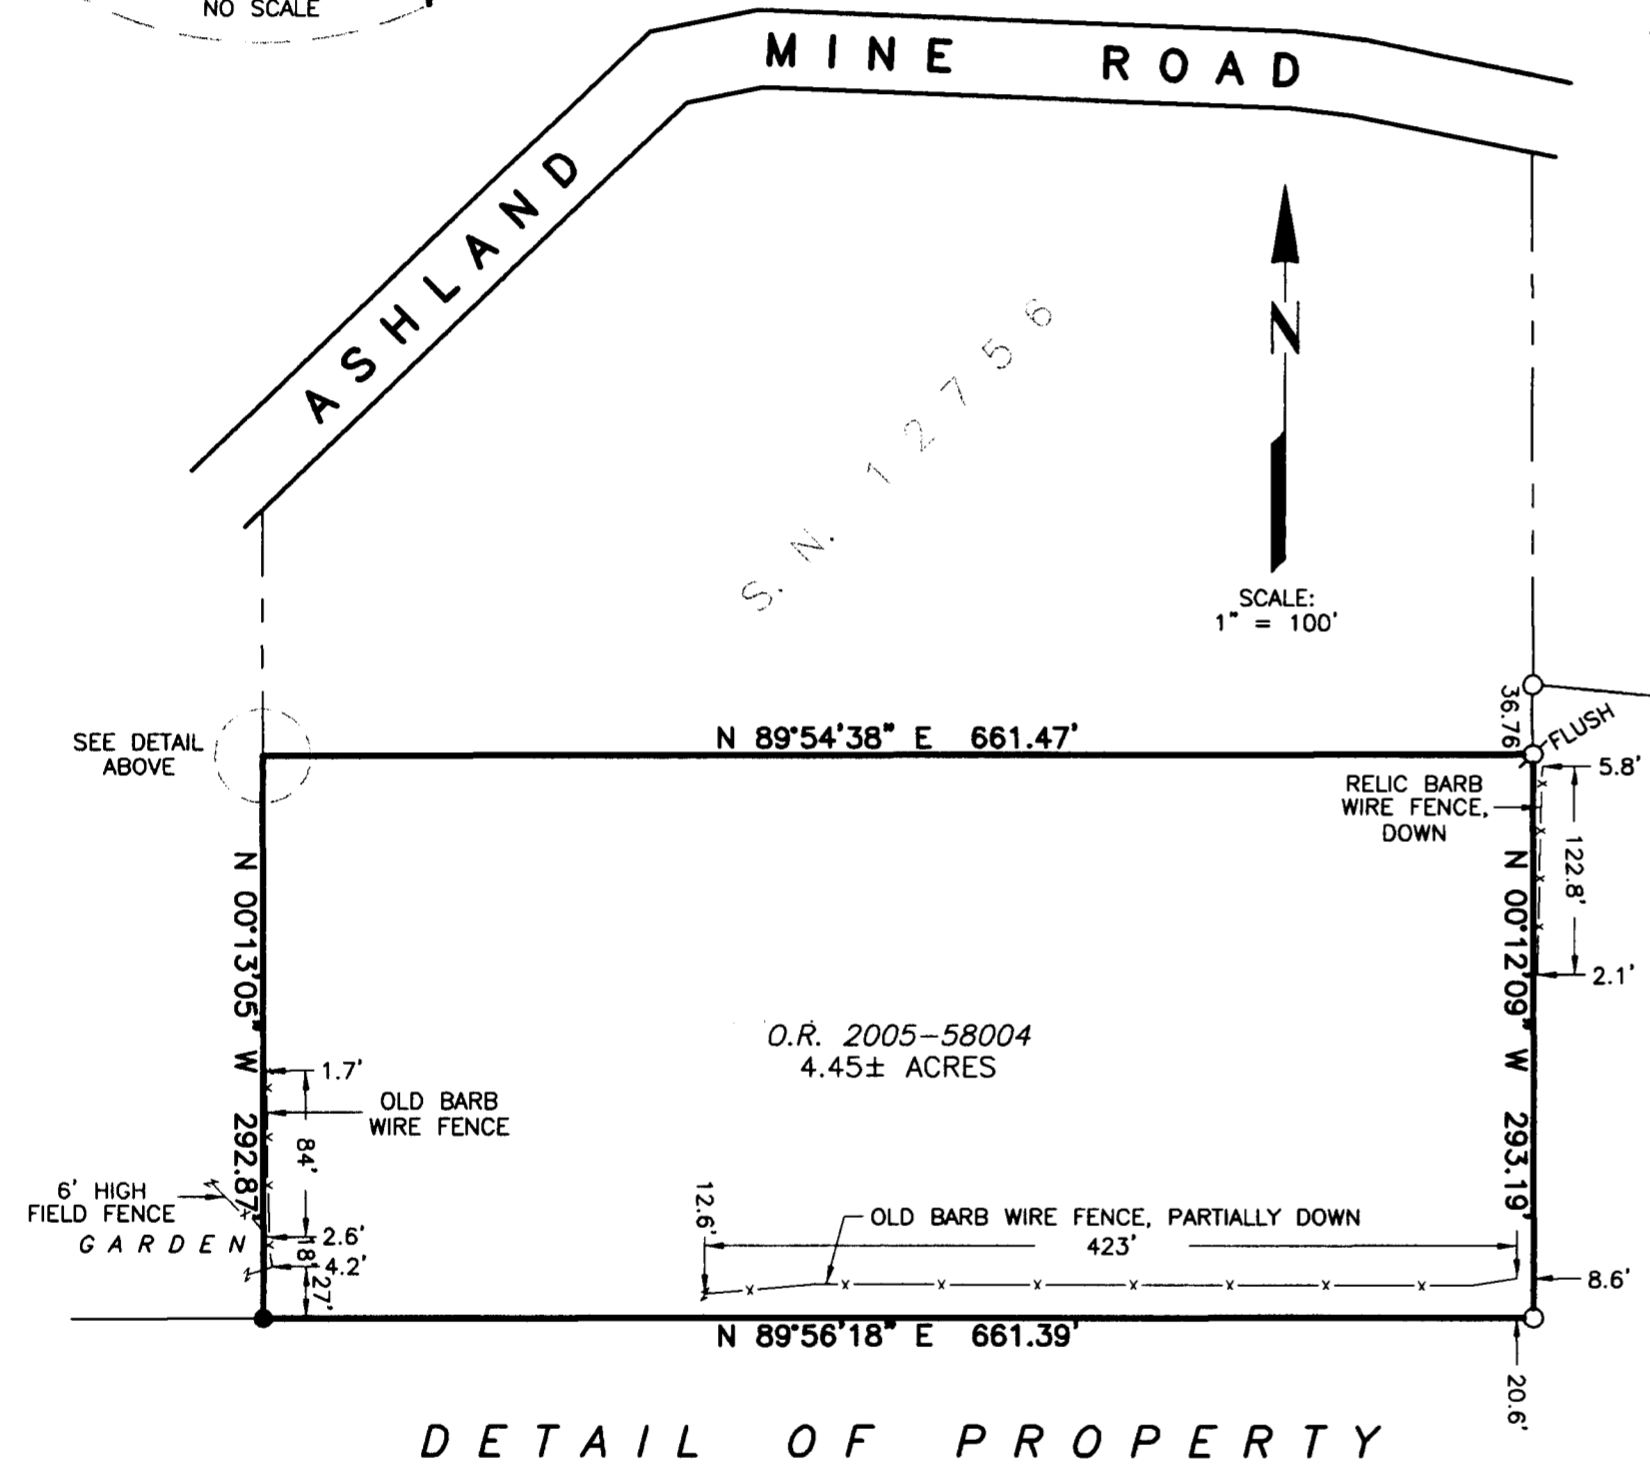 NO SCALE
MINE ROAD
ASHLAND
N
S. N. 12756
SCALE:
1" = 100'
36.76
FLUSH
SEE DETAIL
ABOVE
N 89°54'38" E 661.47'
5.8'
RELIC BARB
WIRE FENCE,
DOWN
122.8'
N 00°13'05" W 292.87'
N 00°12'09" W 293.19'
2.1'
O.R. 2005-58004
4.45± ACRES
1.7'
OLD BARB
WIRE FENCE
84'
6' HIGH
FIELD FENCE
GARDEN
2.6'
18'
4.2'
27'
12.6'
OLD BARB WIRE FENCE, PARTIALLY DOWN
423'
8.6'
N 89°56'18" E 661.39'
20.6'
DETAIL OF PROPERTY